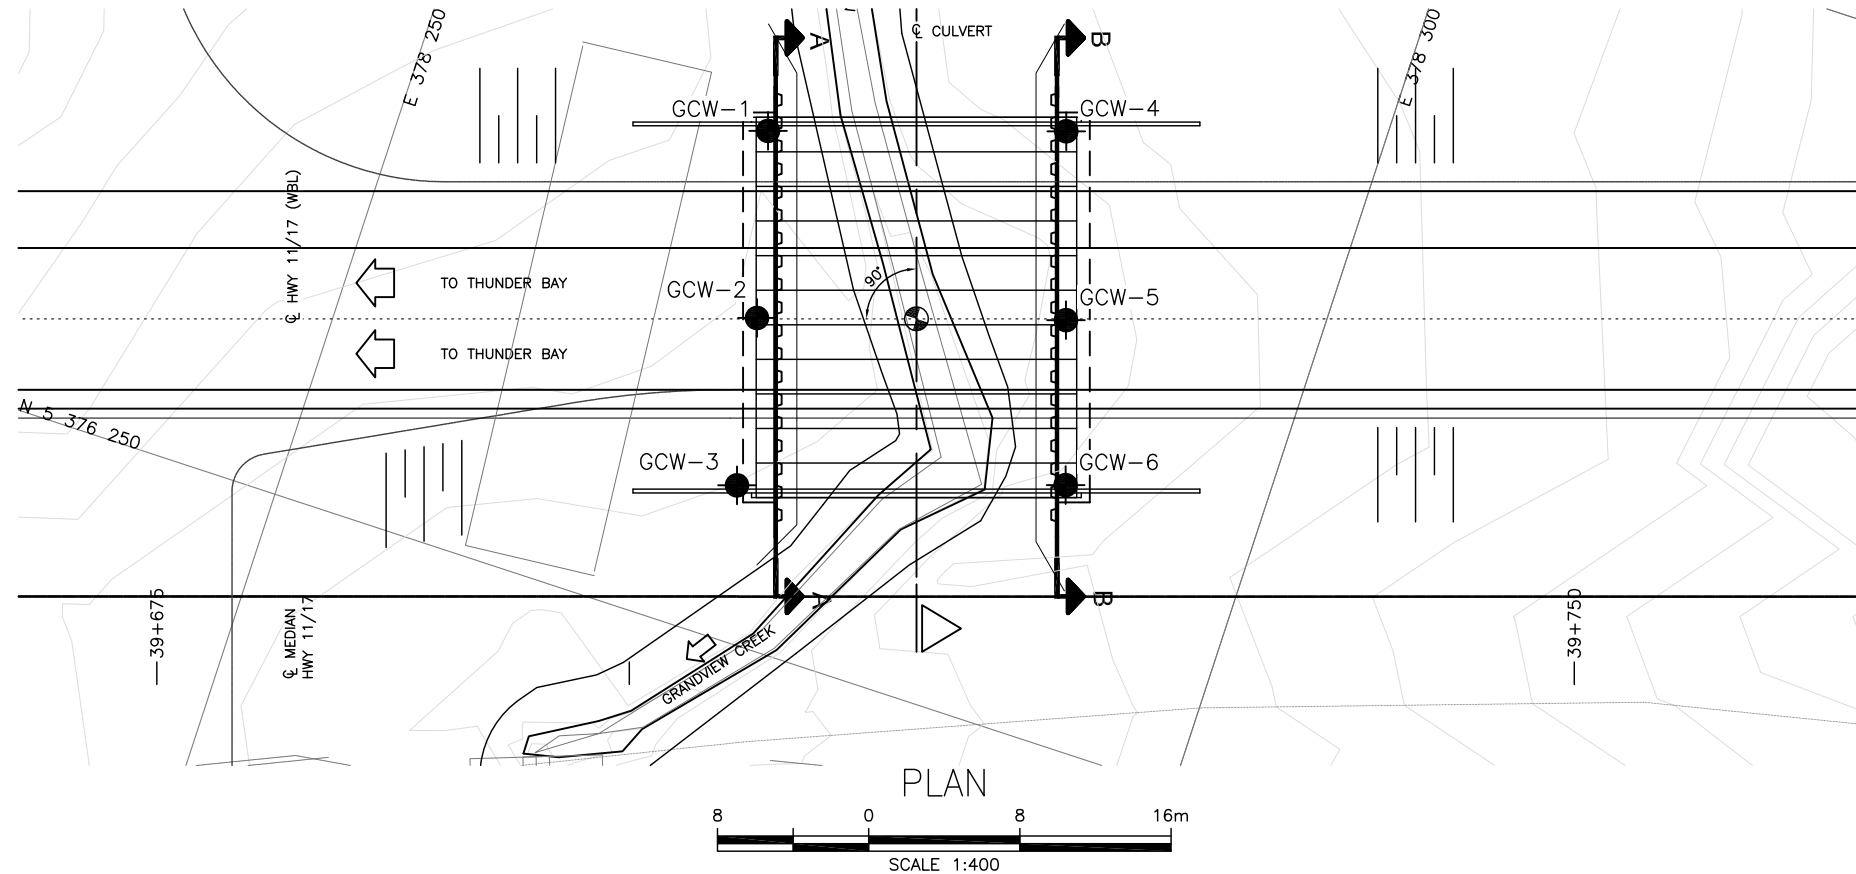 E 378 250
℄ CULVERT
E 378 300
A
B
GCW-1
GCW-4
℄ HWY 11/17 (WBL)
TO THUNDER BAY
90°
GCW-2
GCW-5
TO THUNDER BAY
N 5 376 250
GCW-3
GCW-6
A
B
39+675
℄ MEDIAN
HWY 11/17
39+750
GRANDVIEW CREEK
PLAN
8 0 8 16m
SCALE 1:400